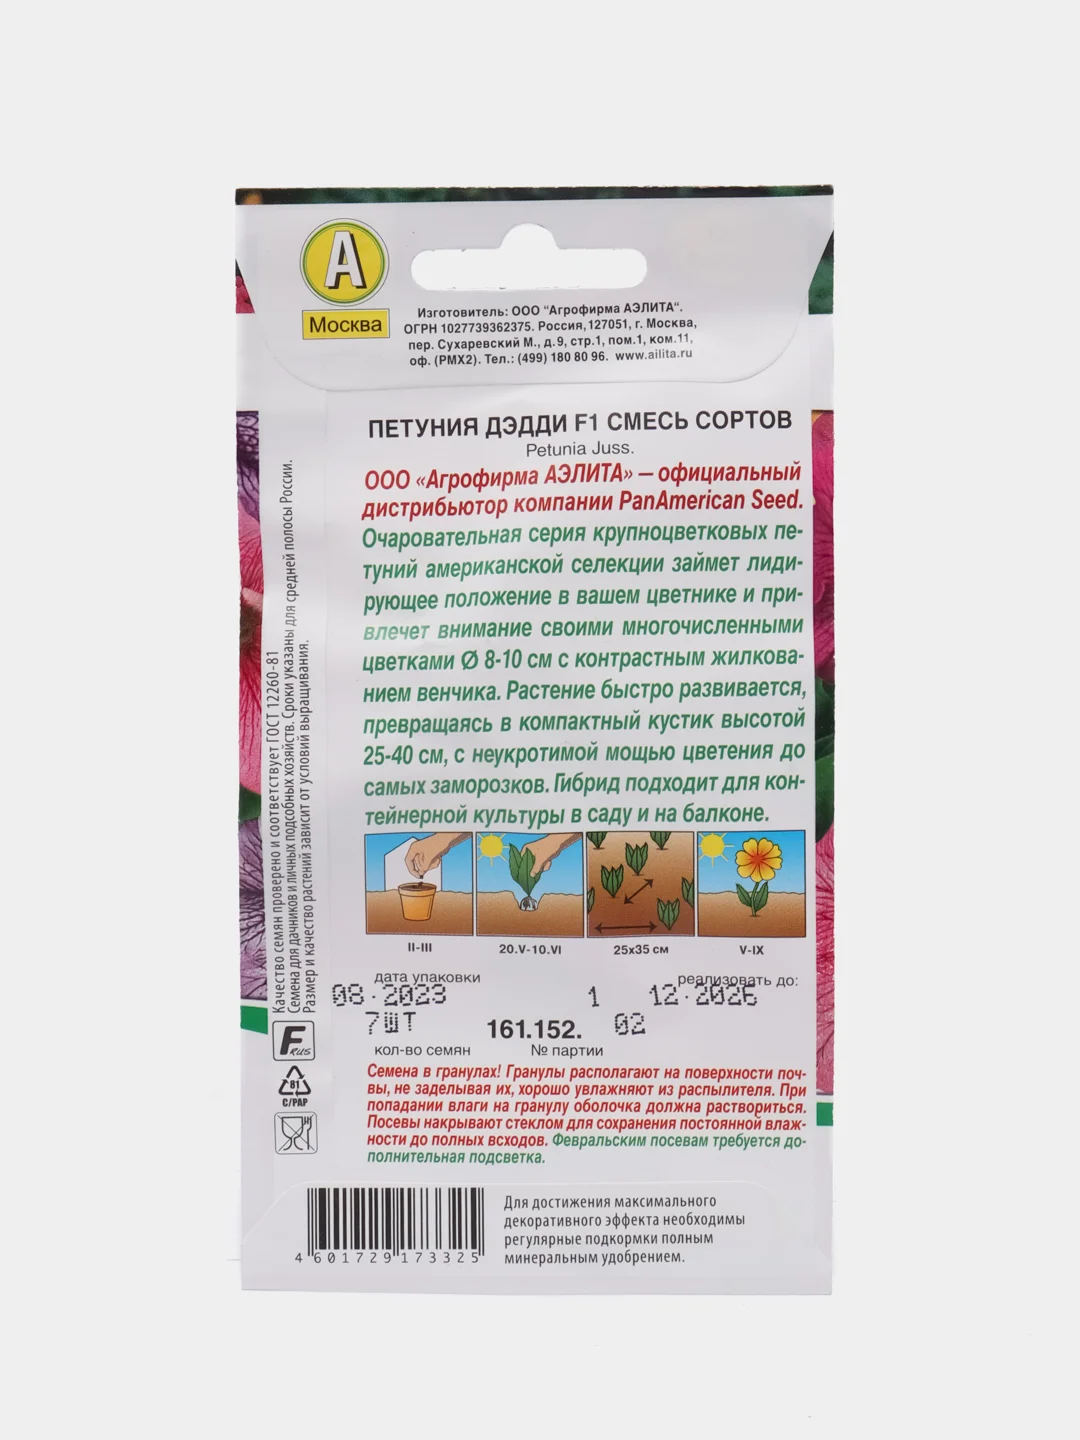 А
Москва
Изготовитель: ООО "Агрофирма АЭЛИТА".
ОГРН 1027739362375. Россия,127051, г. Москва,
пер. Сухаревский М., д.9, стр.1, пом.1, ком.11,
оф. (РМХ2). Тел.: (499) 180 80 96. www.ailita.ru
ПЕТУНИЯ ДЭДДИ F1 СМЕСЬ СОРТОВ
Petunia Juss.
ООО «Агрофирма АЭЛИТА» — официальный
дистрибьютор компании PanAmerican Seed.
Очаровательная серия крупноцветковых пе-
туний американской селекции займет лиди-
рующее положение в вашем цветнике и при-
влечет внимание своими многочисленными
цветками Ø 8-10 см с контрастным жилкова-
нием венчика. Растение быстро развивается,
превращаясь в компактный кустик высотой
25-40 см, с неукротимой мощью цветения до
самых заморозков. Гибрид подходит для кон-
тейнерной культуры в саду и на балконе.
II-III 20.V-10.VI 25х35 см V-IX
дата упаковки реализовать до:
08.2023 1 12.2026
7шт 161.152. 02
кол-во семян № партии
Семена в гранулах! Гранулы располагают на поверхности поч-
вы, не заделывая их, хорошо увлажняют из распылителя. При
попадании влаги на гранулу оболочка должна раствориться.
Посевы накрывают стеклом для сохранения постоянной влаж-
ности до полных всходов. Февральским посевам требуется до-
полнительная подсветка.
Качество семян проверено и соответствует ГОСТ 12260-81
Семена для дачников и личных подсобных хозяйств. Сроки указаны для средней полосы России.
Размер и качество растений зависит от условий выращивания.
F RUS
81
C/PAP
4 601729 173325
Для достижения максимального
декоративного эффекта необходимы
регулярные подкормки полным
минеральным удобрением.